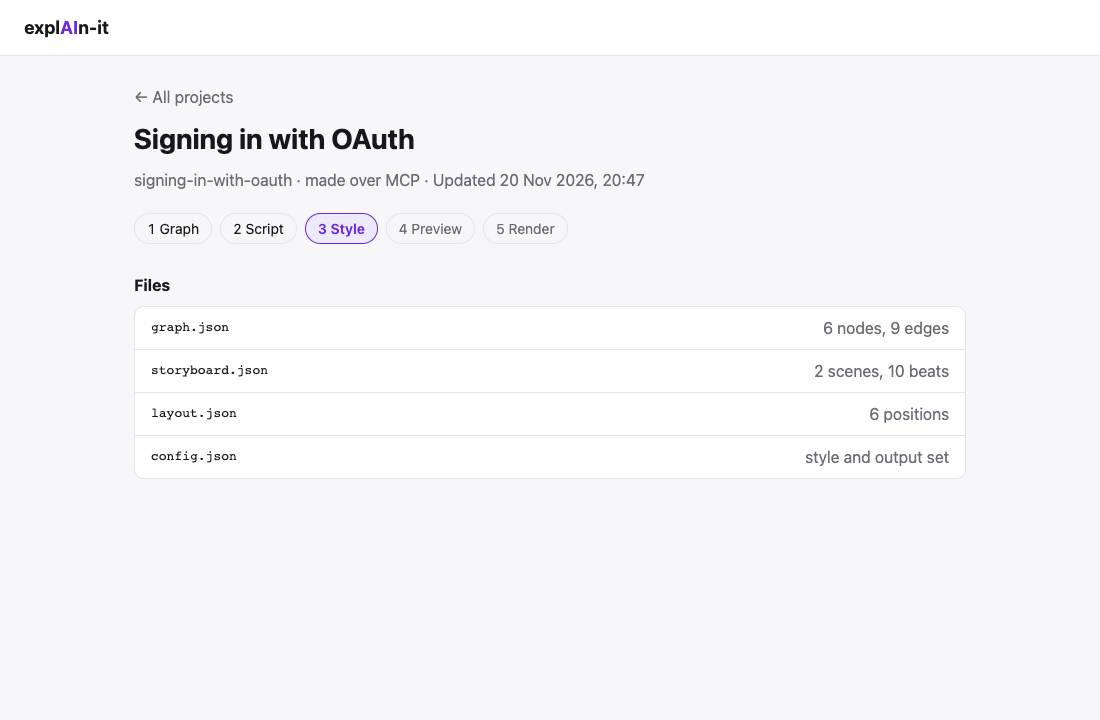 explAIn-it
← All projects
Signing in with OAuth
signing-in-with-oauth · made over MCP · Updated 20 Nov 2026, 20:47
1 Graph 2 Script 3 Style 4 Preview 5 Render
Files
graph.json 6 nodes, 9 edges
storyboard.json 2 scenes, 10 beats
layout.json 6 positions
config.json style and output set